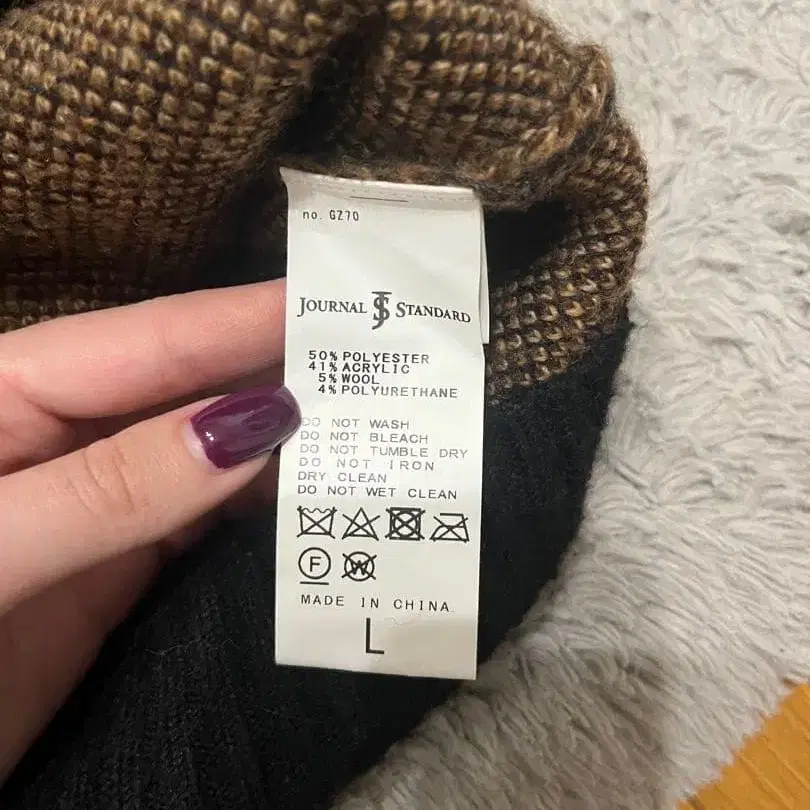 no. GZ70
JOURNAL JS STANDARD
50% POLYESTER
41% ACRYLIC
5% WOOL
4% POLYURETHANE
DO NOT WASH
DO NOT BLEACH
DO NOT TUMBLE DRY
DO NOT IRON
DRY CLEAN
DO NOT WET CLEAN
F W
MADE IN CHINA
L